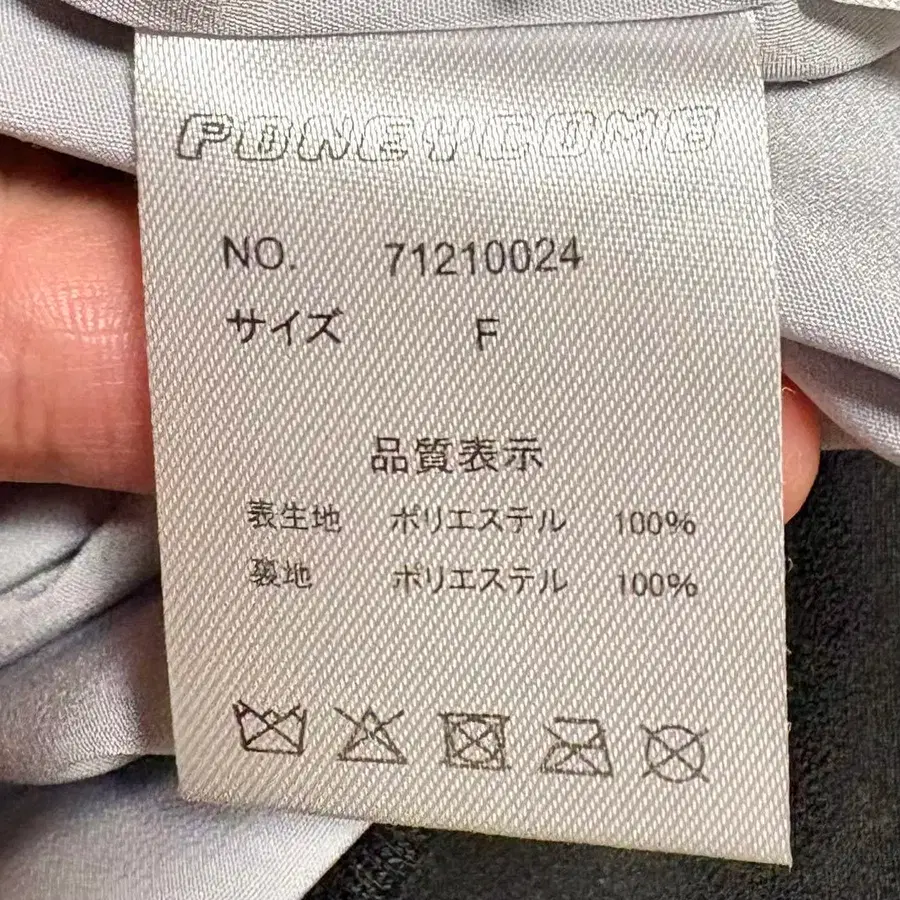 PONEYCOMB
NO. 71210024
サイズ F
品質表示
表生地 ポリエステル 100%
裏地 ポリエステル 100%